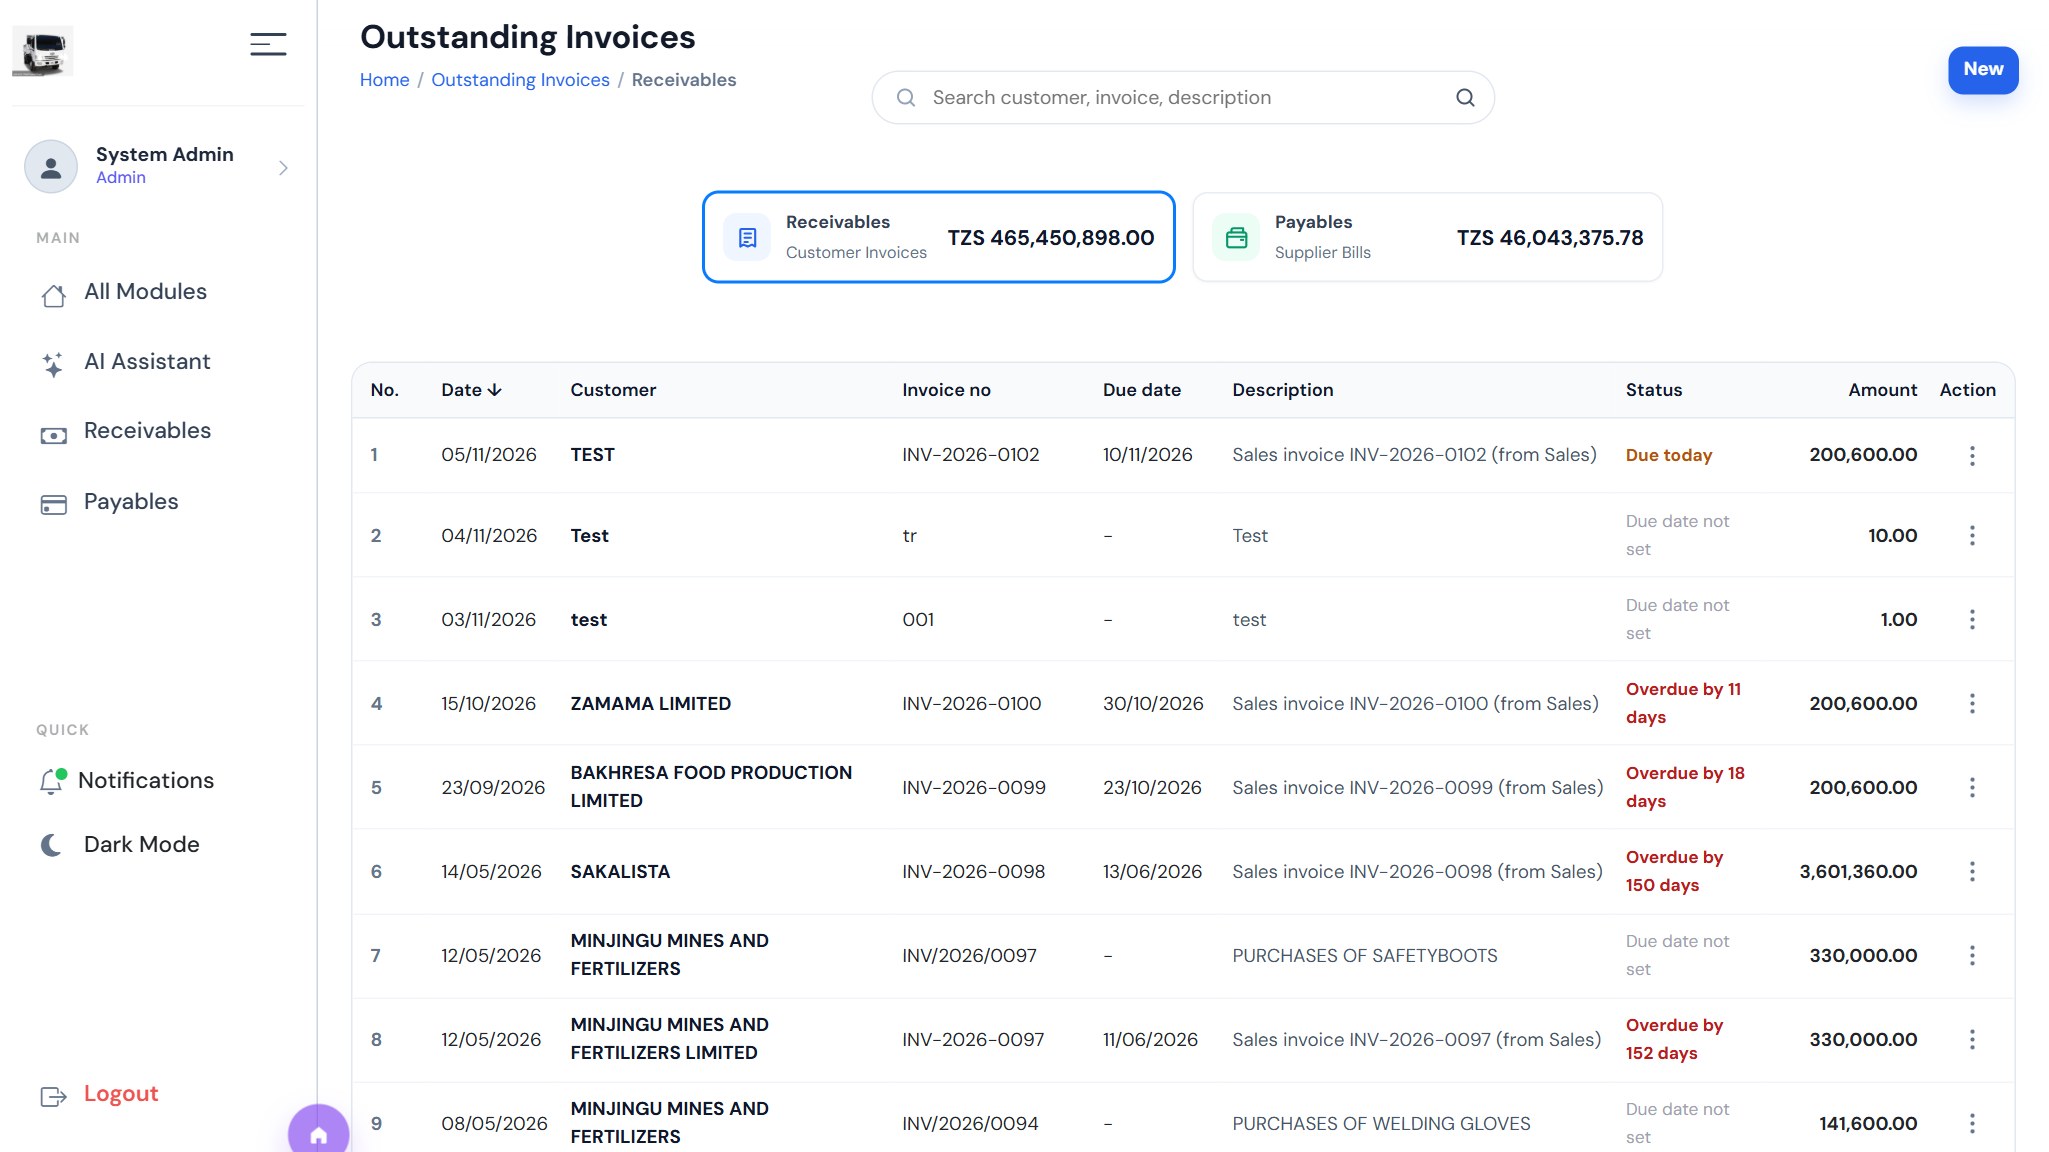 Outstanding Invoices
Home / Outstanding Invoices / Receivables
Search customer, invoice, description
New
System Admin
Admin
MAIN
All Modules
AI Assistant
Receivables
Payables
QUICK
Notifications
Dark Mode
Logout
Receivables
Customer Invoices
TZS 465,450,898.00
Payables
Supplier Bills
TZS 46,043,375.78
No. Date ↓ Customer Invoice no Due date Description Status Amount Action
1 05/11/2026 TEST INV-2026-0102 10/11/2026 Sales invoice INV-2026-0102 (from Sales) Due today 200,600.00
2 04/11/2026 Test tr - Test Due date not
set 10.00
3 03/11/2026 test 001 - test Due date not
set 1.00
4 15/10/2026 ZAMAMA LIMITED INV-2026-0100 30/10/2026 Sales invoice INV-2026-0100 (from Sales) Overdue by 11
days 200,600.00
5 23/09/2026 BAKHRESA FOOD PRODUCTION
LIMITED INV-2026-0099 23/10/2026 Sales invoice INV-2026-0099 (from Sales) Overdue by 18
days 200,600.00
6 14/05/2026 SAKALISTA INV-2026-0098 13/06/2026 Sales invoice INV-2026-0098 (from Sales) Overdue by
150 days 3,601,360.00
7 12/05/2026 MINJINGU MINES AND
FERTILIZERS INV/2026/0097 - PURCHASES OF SAFETYBOOTS Due date not
set 330,000.00
8 12/05/2026 MINJINGU MINES AND
FERTILIZERS LIMITED INV-2026-0097 11/06/2026 Sales invoice INV-2026-0097 (from Sales) Overdue by
152 days 330,000.00
9 08/05/2026 MINJINGU MINES AND
FERTILIZERS INV/2026/0094 - PURCHASES OF WELDING GLOVES Due date not
set 141,600.00